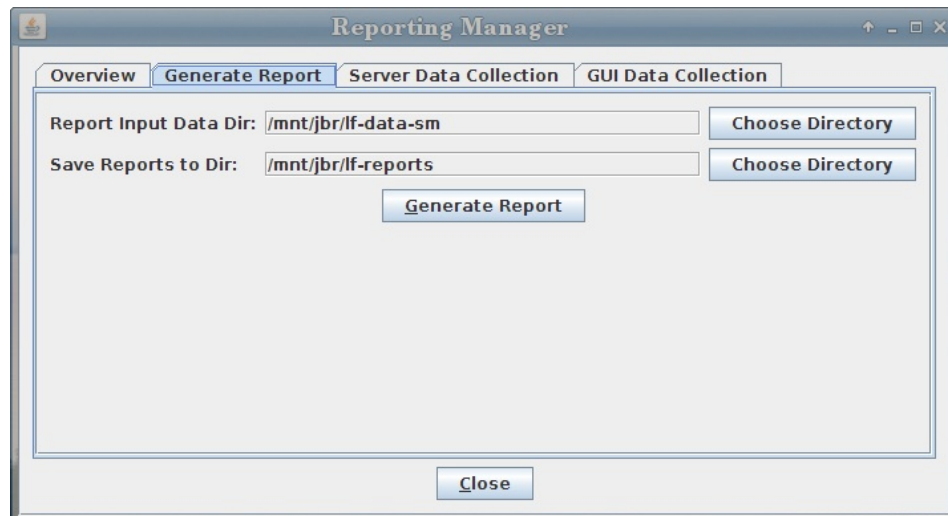 Reporting Manager
Overview Generate Report Server Data Collection GUI Data Collection
Report Input Data Dir: /mnt/jbr/lf-data-sm Choose Directory
Save Reports to Dir: /mnt/jbr/lf-reports Choose Directory
Generate Report
Close